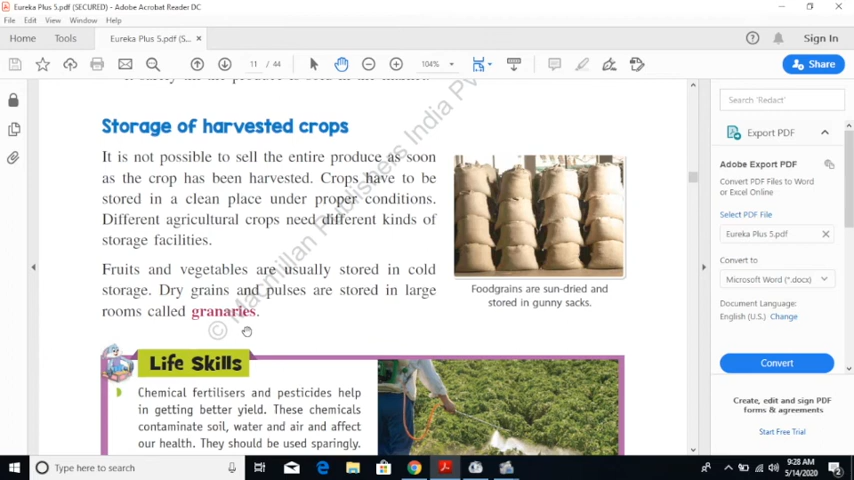 Eureka Plus 5.pdf (SECURED) - Adobe Acrobat Reader DC
File Edit View Window Help
Home Tools Eureka Plus 5.pdf (S... × Sign In
11 / 44 104% Share
Storage of harvested crops
It is not possible to sell the entire produce as soon
as the crop has been harvested. Crops have to be
stored in a clean place under proper conditions.
Different agricultural crops need different kinds of
storage facilities.
Fruits and vegetables are usually stored in cold
storage. Dry grains and pulses are stored in large
rooms called granaries.
Foodgrains are sun-dried and
stored in gunny sacks.
© Macmillan Publishers India Pv
Life Skills
Chemical fertilisers and pesticides help
in getting better yield. These chemicals
contaminate soil, water and air and affect
our health. They should be used sparingly.
Search 'Redact'
Export PDF
Adobe Export PDF
Convert PDF Files to Word
or Excel Online
Select PDF File
Eureka Plus 5.pdf
Convert to
Microsoft Word (*.docx)
Document Language:
English (U.S.) Change
Convert
Create, edit and sign PDF
forms & agreements
Start Free Trial
Type here to search
9:28 AM
5/14/2020
2